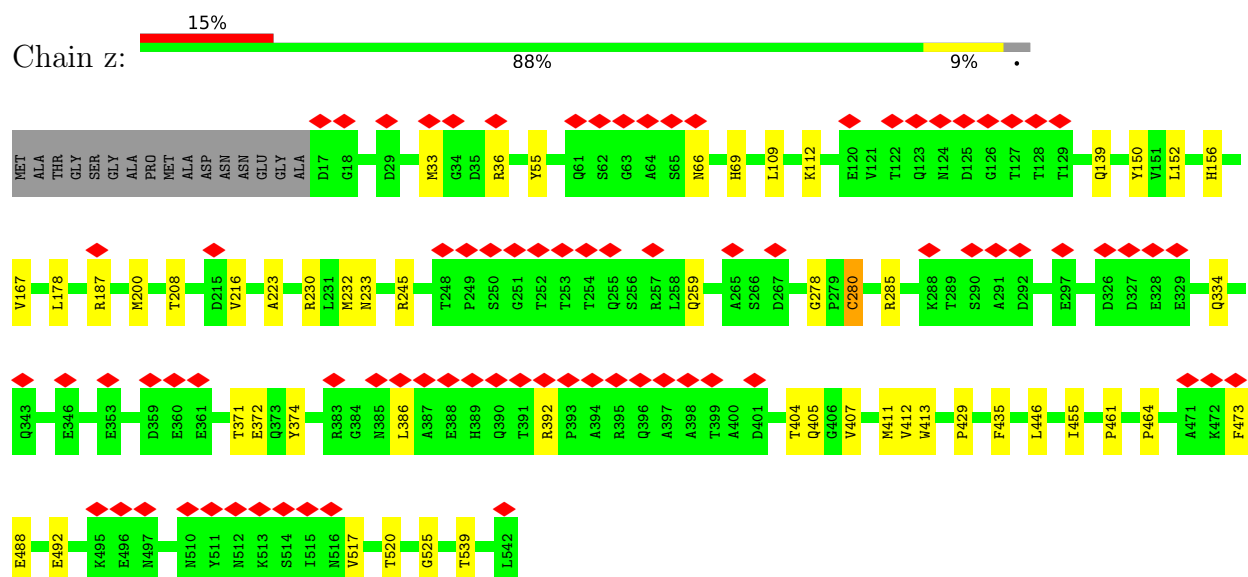 15%
Chain z:
88% 9% •
MET ALA THR GLY SER GLY ALA PRO MET ALA ASP ASN ASN GLU GLY ALA D17 G18 D29 M33 G34 D35 R36 Y55 Q61 S62 G63 A64 S65 N66 H69 L109 K112 E120 V121 T122 Q123 N124 D125 G126 T127 T128 T129 Q139 Y150 V151 L152 H156
V167 L178 R187 M200 T208 D215 V216 A223 R230 L231 M232 N233 R245 T248 P249 S250 G251 T252 T253 T254 Q255 S256 R257 L258 Q259 A265 S266 D267 G278 P279 C280 R285 K288 T289 S290 A291 D292 E297 D326 D327 E328 E329 Q334
Q343 E346 E353 D359 E360 E361 T371 E372 Q373 Y374 R383 G384 N385 L386 A387 E388 H389 Q390 T391 R392 P393 A394 R395 Q396 A397 A398 T399 A400 D401 T404 Q405 G406 V407 M411 V412 W413 P429 F435 L446 I455 P461 P464 A471 K472 F473
E488 E492 K495 E496 N497 N510 Y511 N512 K513 S514 I515 N516 V517 T520 G525 T539 L542